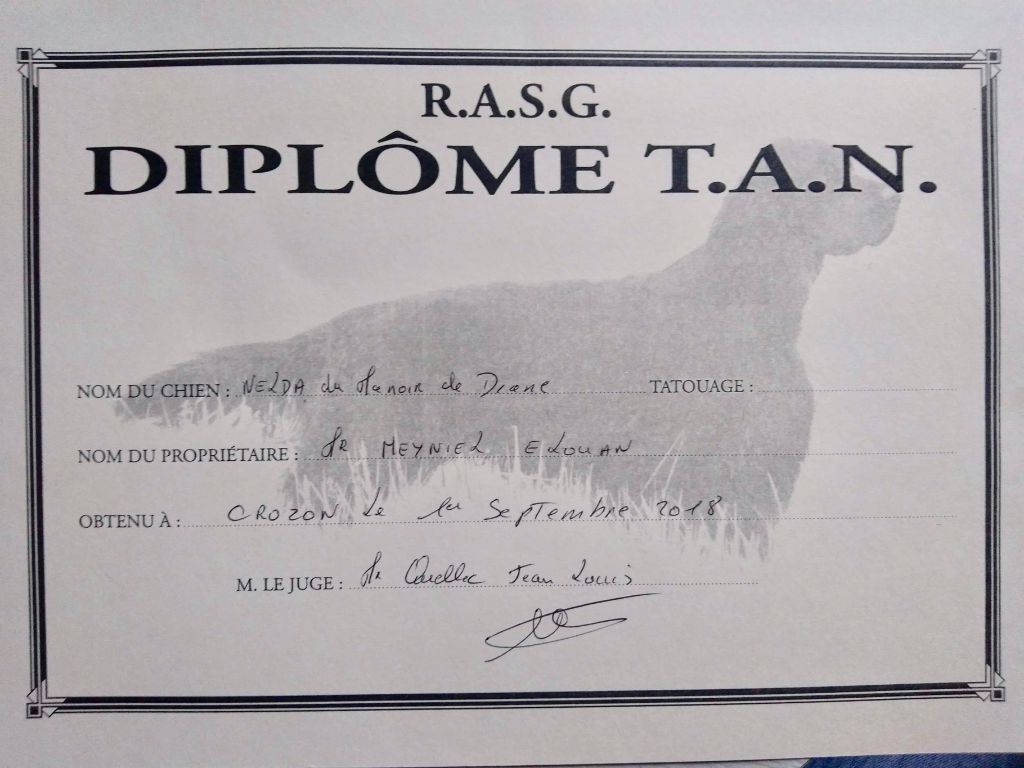 R.A.S.G.
DIPLÔME T.A.N.
NOM DU CHIEN : NELDA du Manoir de Diane TATOUAGE :
NOM DU PROPRIÉTAIRE : Mr MEYNIEL ELOUAN
OBTENU À : CROZON le 1er Septembre 2018
M. LE JUGE : Mr Quellec Jean Louis